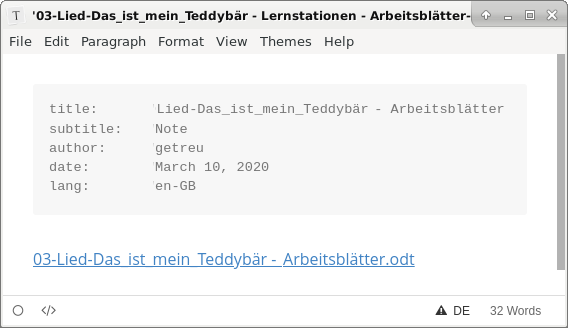 T '03-Lied-Das_ist_mein_Teddybär - Lernstationen - Arbeitsblätter-
File Edit Paragraph Format View Themes Help
title: 'Lied-Das_ist_mein_Teddybär - Arbeitsblätter
subtitle: 'Note
author: 'getreu
date: 'March 10, 2020
lang: 'en-GB
03-Lied-Das_ist_mein_Teddybär - Arbeitsblätter.odt
</> DE 32 Words